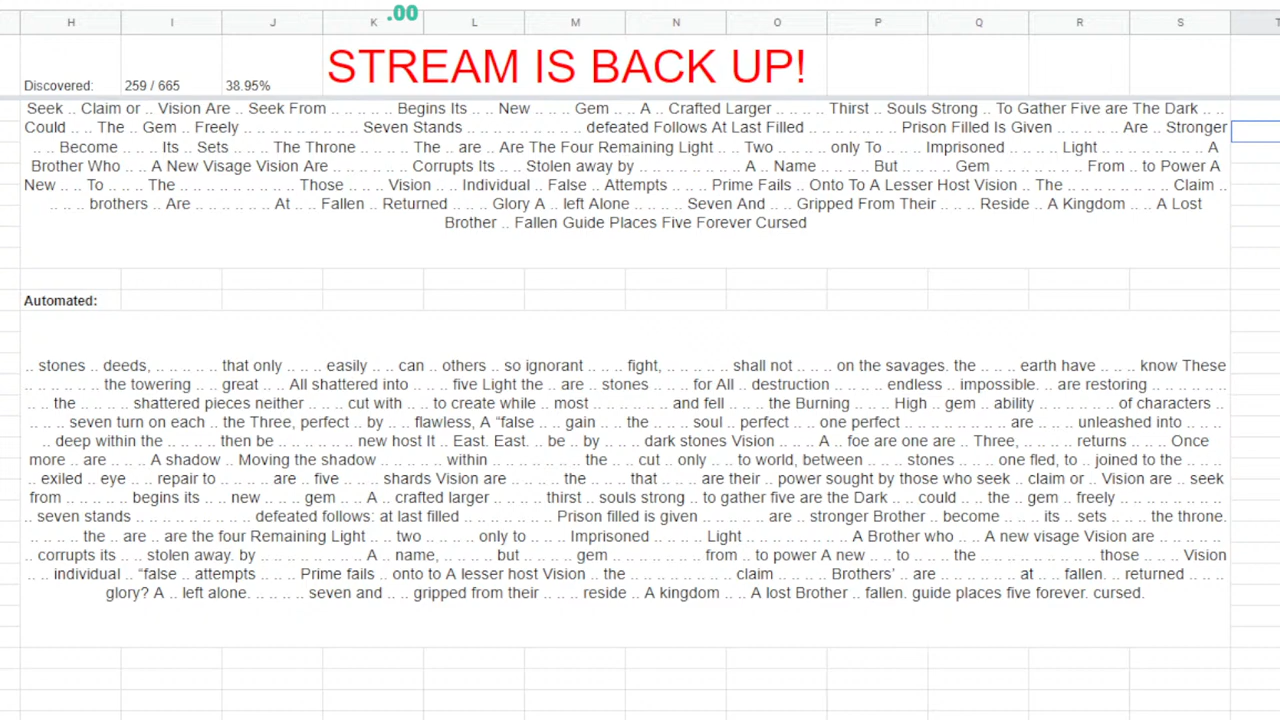 H I J K .00 L M N O P Q R S T
STREAM IS BACK UP!
Discovered: 259 / 665 38.95%
Seek .. Claim or .. Vision Are .. Seek From .. .. .. .. Begins Its .. .. New .. .. Gem .. A .. Crafted Larger .. .. .. Thirst .. Souls Strong .. To Gather Five are The Dark .. ..
Could .. .. The .. Gem .. Freely .. .. .. .. .. .. .. .. Seven Stands .. .. .. .. .. .. .. .. defeated Follows At Last Filled .. .. .. .. .. .. Prison Filled Is Given .. .. .. .. .. Are .. Stronger
.. .. Become .. .. .. Its .. Sets .. .. .. The Throne .. .. .. .. The .. are .. Are The Four Remaining Light .. .. Two .. .. .. .. only To .. .. .. Imprisoned .. .. .. Light .. .. .. .. .. .. .. A
Brother Who .. .. A New Visage Vision Are .. .. .. .. .. Corrupts Its .. .. Stolen away by .. .. .. .. .. .. .. A .. Name .. .. .. But .. .. .. Gem .. .. .. .. .. .. From .. to Power A
New .. .. To .. .. The .. .. .. .. .. .. .. Those .. .. Vision .. .. Individual .. False .. Attempts .. .. .. Prime Fails .. Onto To A Lesser Host Vision .. The .. .. .. .. .. .. .. Claim ..
.. .. .. brothers .. Are .. .. .. .. .. .. At .. .. Fallen .. Returned .. .. .. Glory A .. left Alone .. .. .. .. Seven And .. .. Gripped From Their .. .. .. Reside .. A Kingdom .. .. A Lost
Brother .. Fallen Guide Places Five Forever Cursed
Automated:
.. stones .. deeds, .. .. .. .. .. that only .. .. easily .. can .. others .. so ignorant .. .. fight, .. .. .. .. .. shall not .. .. on the savages. the .. .. earth have .. .. know These
.. .. .. .. .. .. the towering .. .. great .. All shattered into .. .. .. five Light the .. are .. stones .. .. for All .. destruction .. .. .. endless .. impossible. .. are restoring .. .. ..
.. .. the .. .. .. .. shattered pieces neither .. .. cut with .. .. to create while .. most .. .. .. .. and fell .. .. the Burning .. .. High .. gem .. ability .. .. .. .. .. .. of characters ..
.. .. .. seven turn on each .. the Three, perfect .. by .. flawless, A “false .. gain .. .. the .. .. soul .. perfect .. one perfect .. .. .. .. .. .. .. are .. .. unleashed into ..
.. deep within the .. .. .. then be .. .. .. .. .. .. new host It .. East. East. .. be .. by .. .. dark stones Vision .. .. A .. foe are one are .. Three, .. .. .. returns .. .. Once
more .. are .. .. .. A shadow .. Moving the shadow .. .. .. .. .. within .. .. .. .. .. .. .. the .. cut .. only .. to world, between .. .. .. stones .. .. .. one fled, to .. joined to the .. ..
.. exiled .. eye .. repair to .. .. .. are .. five .. .. shards Vision are .. .. the .. .. that .. .. are their .. power sought by those who seek .. claim or .. Vision are .. seek
from .. .. .. .. begins its .. .. new .. .. gem .. A .. crafted larger .. .. .. thirst .. souls strong .. to gather five are the Dark .. .. could .. .. the .. gem .. freely .. .. .. .. .. .. ..
.. seven stands .. .. .. .. .. .. .. .. defeated follows: at last filled .. .. .. .. .. .. Prison filled is given .. .. .. .. .. are .. stronger Brother .. become .. .. .. its .. sets .. .. .. the throne.
.. .. .. .. the .. are .. are the four Remaining Light .. .. two .. .. .. .. only to .. .. .. Imprisoned .. .. .. Light .. .. .. .. .. .. .. A Brother who .. .. A new visage Vision are .. .. .. ..
.. corrupts its .. .. stolen away. by .. .. .. .. .. .. .. A .. name, .. .. .. but .. .. .. gem .. .. .. .. .. .. from .. to power A new .. .. to .. .. the .. .. .. .. .. .. .. those .. .. Vision
.. .. individual .. “false .. attempts .. .. .. Prime fails .. onto to A lesser host Vision .. the .. .. .. .. .. .. .. claim .. .. .. .. Brothers’ .. are .. .. .. .. .. .. at .. .. fallen. .. returned .. .. ..
glory? A .. left alone. .. .. .. .. seven and .. .. gripped from their .. .. .. reside .. A kingdom .. .. A lost Brother .. fallen. guide places five forever. cursed.